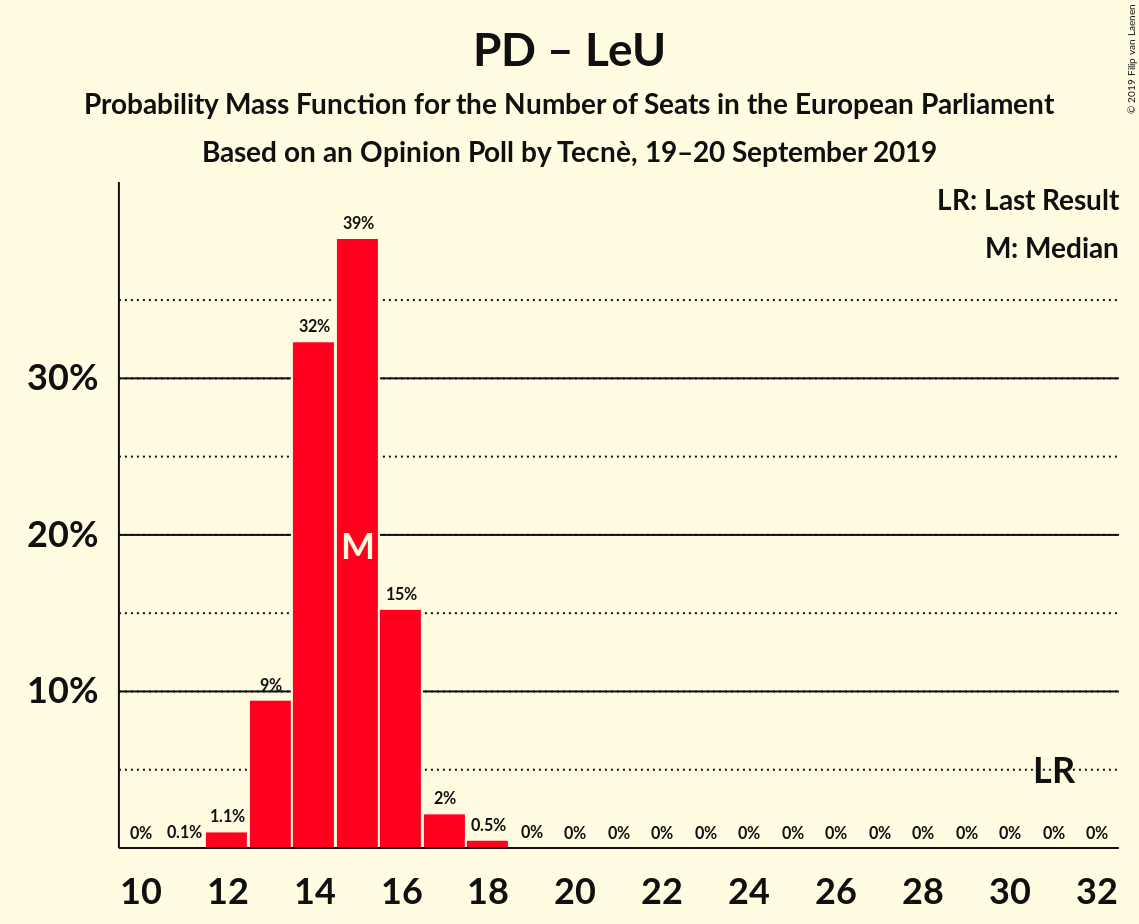 PD – LeU
Probability Mass Function for the Number of Seats in the European Parliament
Based on an Opinion Poll by Tecnè, 19–20 September 2019
© 2019 Filip van Laenen
LR: Last Result
M: Median
39%
32%
30%
20%
M
15%
10%
9%
LR
2%
1.1%
0.5%
0% 0.1% 0% 0% 0% 0% 0% 0% 0% 0% 0% 0% 0% 0% 0% 0%
10 12 14 16 18 20 22 24 26 28 30 32